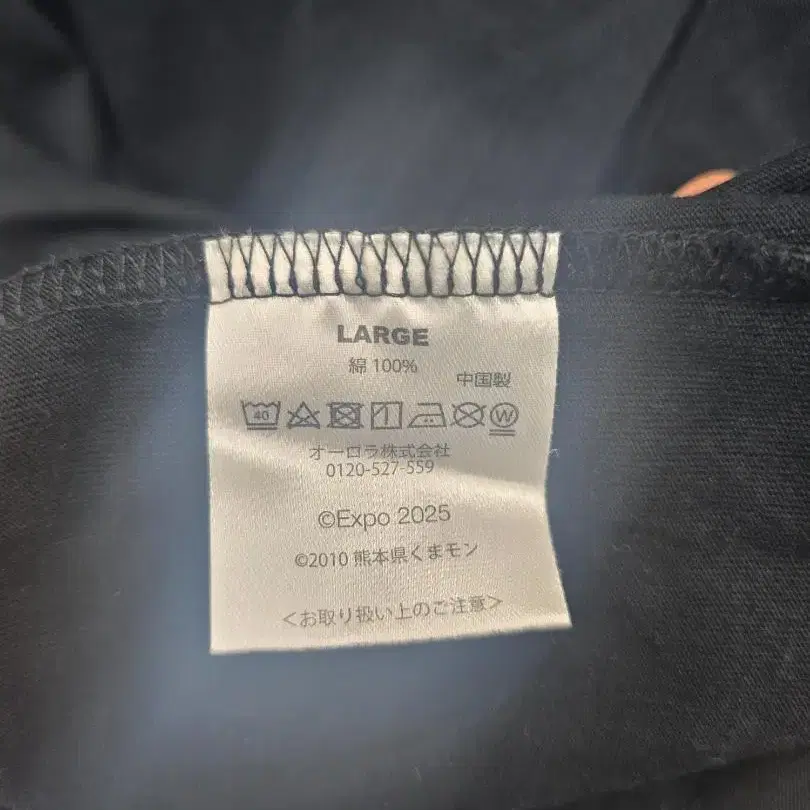 LARGE
綿 100%
中国製
40 W
オーロラ株式会社
0120-527-559
©Expo 2025
©2010 熊本県くまモン
＜お取り扱い上のご注意＞